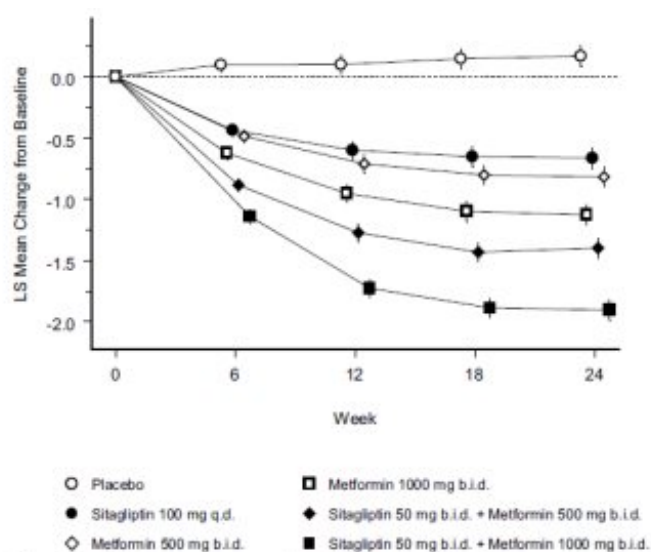 LS Mean Change from Baseline
0.0
-0.5
-1.0
-1.5
-2.0
0 6 12 18 24
Week
Placebo
Sitagliptin 100 mg q.d.
Metformin 500 mg b.i.d.
Metformin 1000 mg b.i.d.
Sitagliptin 50 mg b.i.d. + Metformin 500 mg b.i.d.
Sitagliptin 50 mg b.i.d. + Metformin 1000 mg b.i.d.